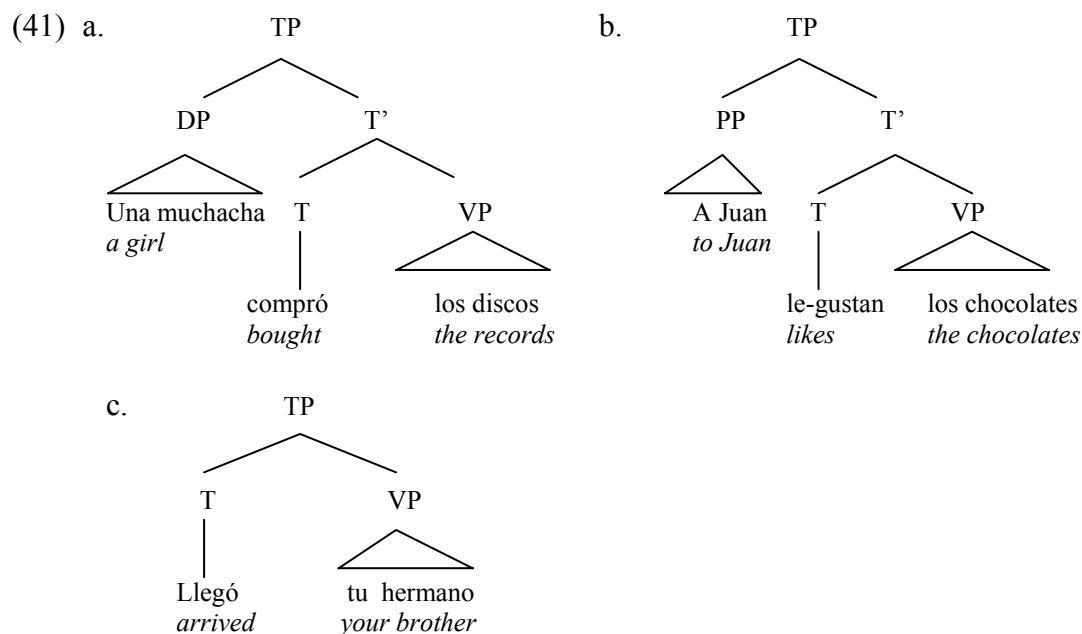 (41) a. TP b. TP
DP T’ PP T’
Una muchacha T VP A Juan T VP
a girl to Juan
compró los discos le-gustan los chocolates
bought the records likes the chocolates
c. TP
T VP
Llegó tu hermano
arrived your brother